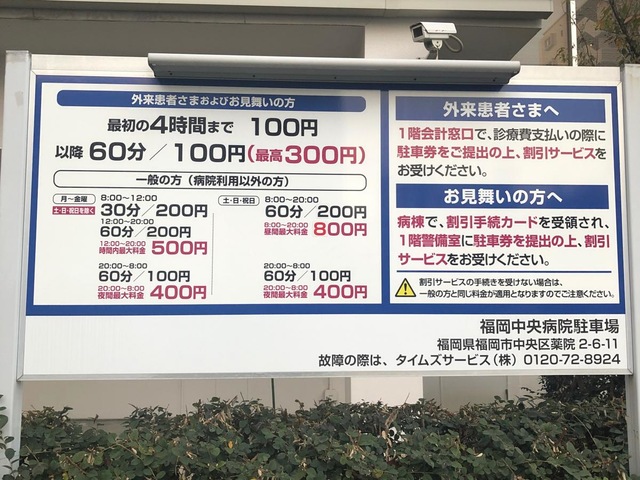 外来患者さまおよびお見舞いの方
最初の4時間まで 100円
以降 60分／100円(最高300円)
一般の方（病院利用以外の方）
月～金曜
土・日・祝日を除く
8:00～12:00
30分／200円
12:00～20:00
60分／200円
12:00～20:00
時間内最大料金 500円
20:00～8:00
60分／100円
20:00～8:00
夜間最大料金 400円
土・日・祝日
8:00～20:00
60分／200円
8:00～20:00
昼間最大料金 800円
20:00～8:00
60分／100円
20:00～8:00
夜間最大料金 400円
外来患者さまへ
1階会計窓口で、診療費支払いの際に
駐車券をご提出の上、割引サービスを
お受けください。
お見舞いの方へ
病棟で、割引手続カードを受領され、
1階警備室に駐車券を提出の上、割引
サービスをお受けください。
割引サービスの手続きを受けない場合は、
一般の方と同じ料金が適用となりますのでご注意ください。
福岡中央病院駐車場
福岡県福岡市中央区薬院 2-6-11
故障の際は、タイムズサービス(株) 0120-72-8924